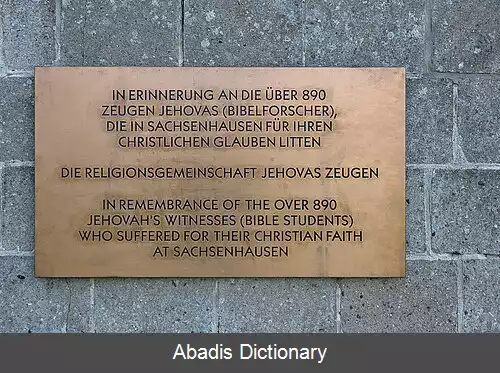 IN ERINNERUNG AN DIE ÜBER 890
ZEUGEN JEHOVAS (BIBELFORSCHER),
DIE IN SACHSENHAUSEN FÜR IHREN
CHRISTLICHEN GLAUBEN LITTEN
DIE RELIGIONSGEMEINSCHAFT JEHOVAS ZEUGEN
IN REMEMBRANCE OF THE OVER 890
JEHOVAH'S WITNESSES (BIBLE STUDENTS)
WHO SUFFERED FOR THEIR CHRISTIAN FAITH
AT SACHSENHAUSEN
Abadis Dictionary